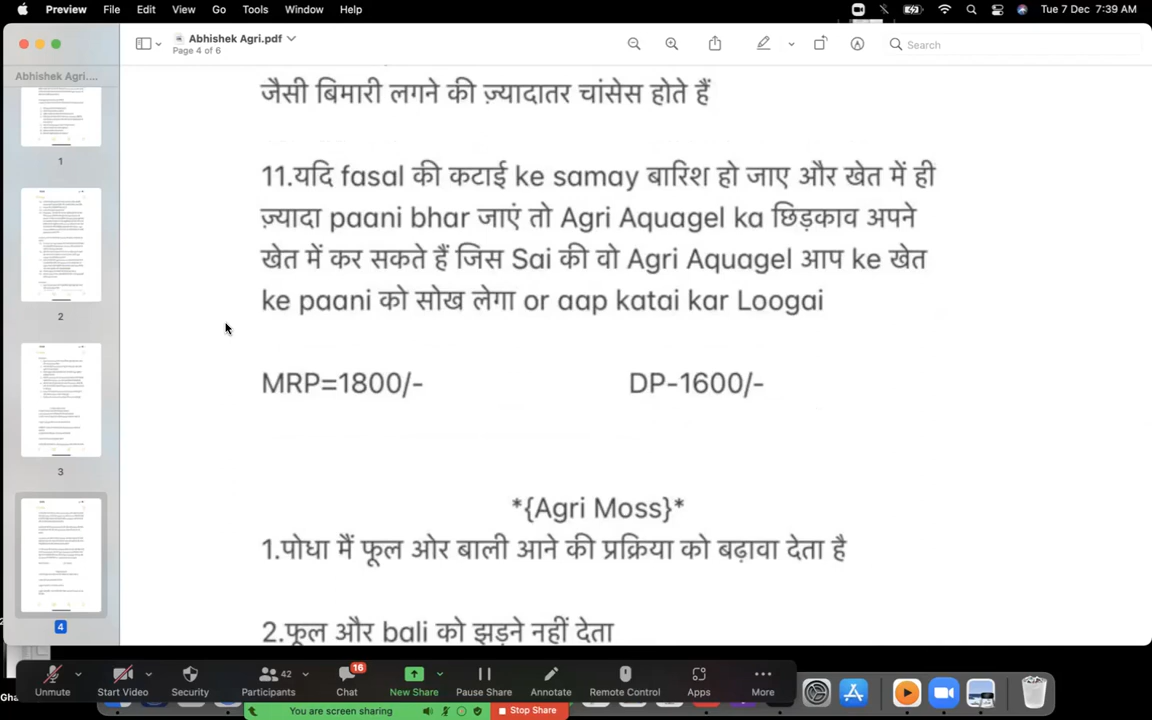 Preview File Edit View Go Tools Window Help Tue 7 Dec 7:39 AM
Abhishek Agri.pdf
Page 4 of 6
Search
Abhishek Agri....
1
2
3
4
जैसी बिमारी लगने की ज़्यादातर चांसेस होते हैं
11.यदि fasal की कटाई ke samay बारिश हो जाए और खेत में ही
ज़्यादा paani bhar जाएं तो Agri Aquagel ka छिड़काव अपने
खेत में कर सकते हैं जिस Sai की वो Agri Aquagel आप ke खेत
ke paani को सोख लेगा or aap katai kar Loogai
MRP=1800/- DP-1600/-
*{Agri Moss}*
1.पोधा मैं फूल ओर बाली आने की प्रक्रिया को बढ़ावा देता है
2.फूल और bali को झड़ने नहीं देता
16
42
Unmute Start Video Security Participants Chat New Share Pause Share Annotate Remote Control Apps More
You are screen sharing Stop Share